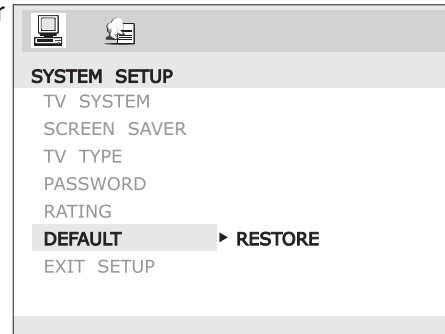 r
SYSTEM SETUP
TV SYSTEM
SCREEN SAVER
TV TYPE
PASSWORD
RATING
DEFAULT RESTORE
EXIT SETUP